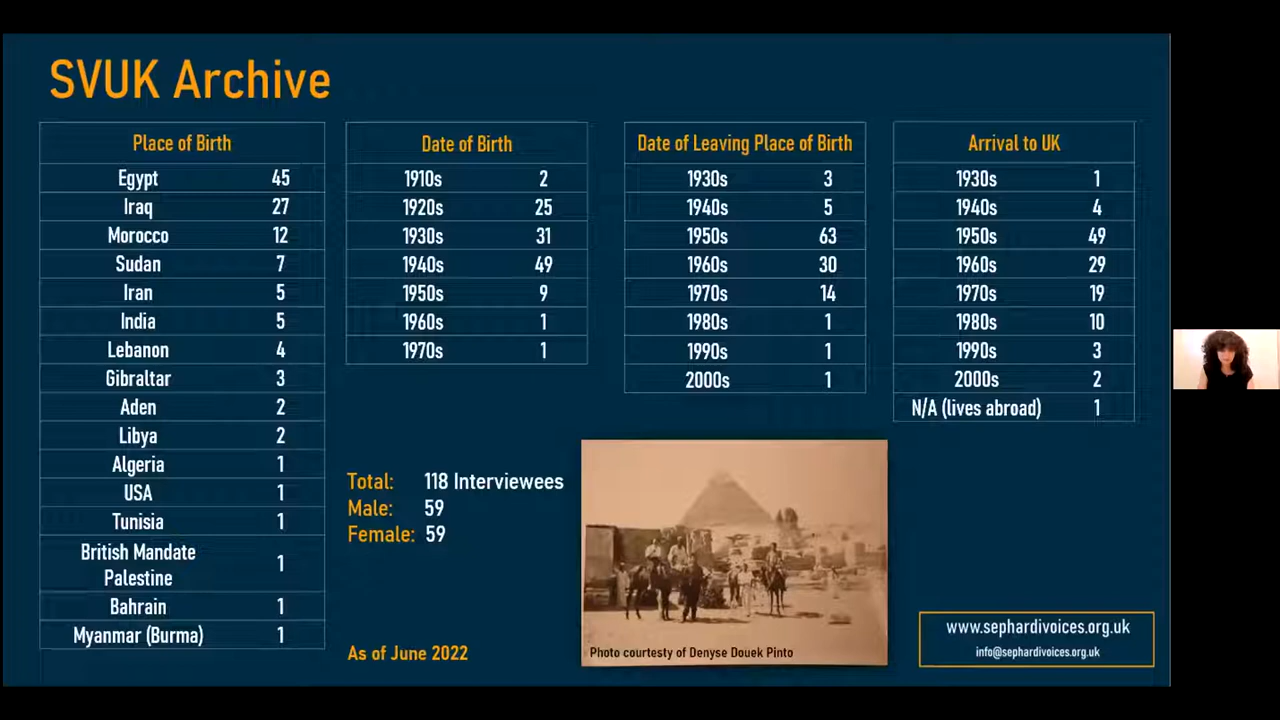 SVUK Archive
Place of Birth
Egypt 45
Iraq 27
Morocco 12
Sudan 7
Iran 5
India 5
Lebanon 4
Gibraltar 3
Aden 2
Libya 2
Algeria 1
USA 1
Tunisia 1
British Mandate
Palestine 1
Bahrain 1
Myanmar (Burma) 1
Date of Birth
1910s 2
1920s 25
1930s 31
1940s 49
1950s 9
1960s 1
1970s 1
Date of Leaving Place of Birth
1930s 3
1940s 5
1950s 63
1960s 30
1970s 14
1980s 1
1990s 1
2000s 1
Arrival to UK
1930s 1
1940s 4
1950s 49
1960s 29
1970s 19
1980s 10
1990s 3
2000s 2
N/A (lives abroad) 1
Total: 118 Interviewees
Male: 59
Female: 59
As of June 2022
Photo courtesty of Denyse Douek Pinto
www.sephardivoices.org.uk
info@sephardivoices.org.uk